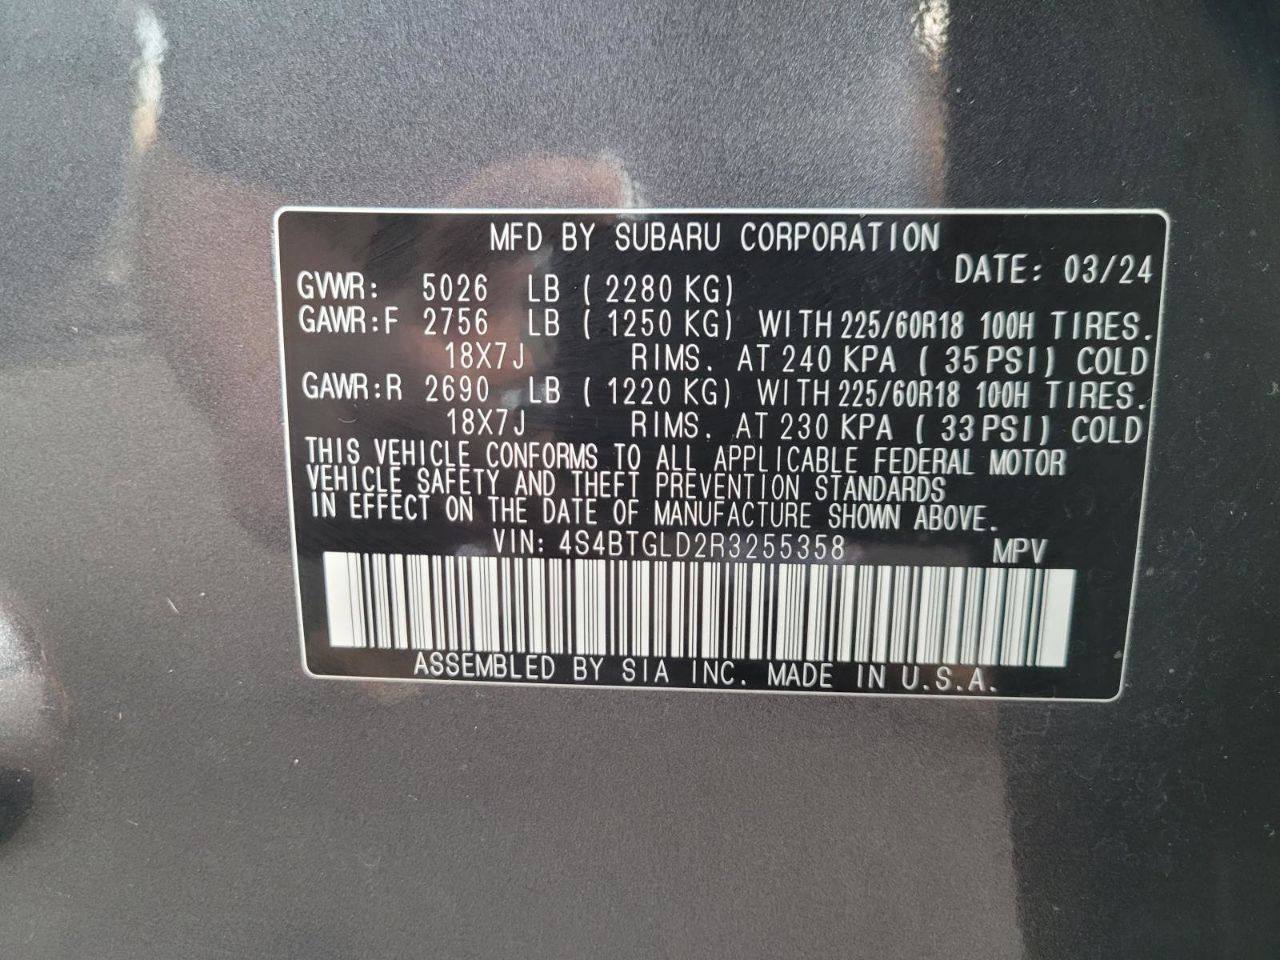 MFD BY SUBARU CORPORATION
DATE: 03/24
GVWR: 5026 LB ( 2280 KG)
GAWR:F 2756 LB ( 1250 KG) WITH 225/60R18 100H TIRES.
18X7J RIMS. AT 240 KPA ( 35 PSI) COLD
GAWR:R 2690 LB ( 1220 KG) WITH 225/60R18 100H TIRES.
18X7J RIMS. AT 230 KPA ( 33 PSI) COLD
THIS VEHICLE CONFORMS TO ALL APPLICABLE FEDERAL MOTOR
VEHICLE SAFETY AND THEFT PREVENTION STANDARDS
IN EFFECT ON THE DATE OF MANUFACTURE SHOWN ABOVE.
VIN: 4S4BTGLD2R3255358 MPV
ASSEMBLED BY SIA INC. MADE IN U.S.A.